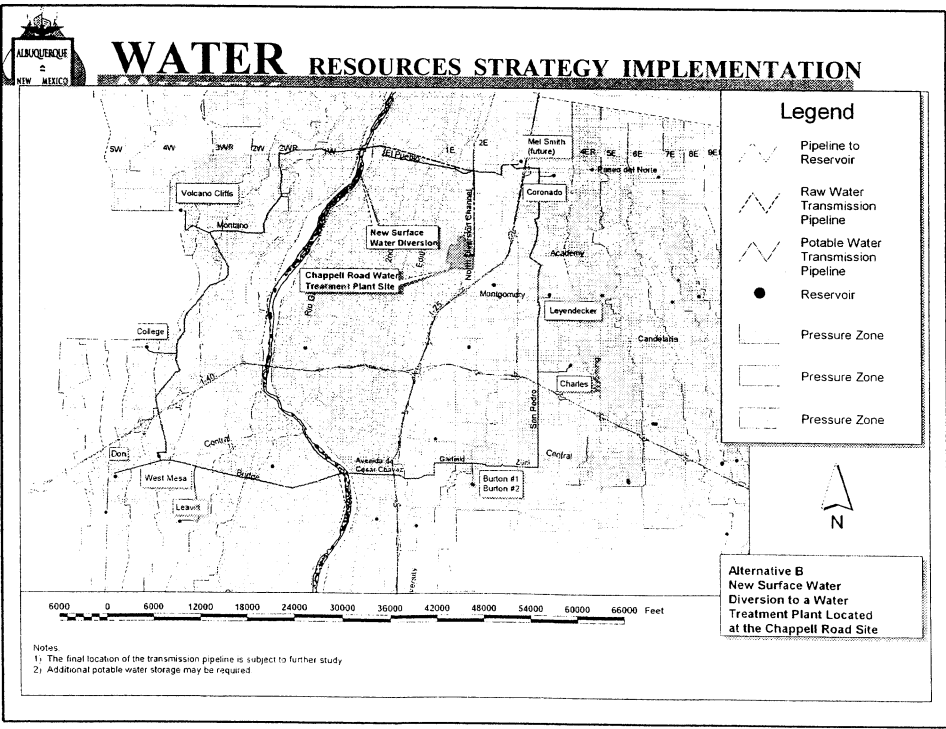 ALBUQUERQUE
NEW MEXICO
WATER RESOURCES STRATEGY IMPLEMENTATION
Legend
Pipeline to
Reservoir
Raw Water
Transmission
Pipeline
Potable Water
Transmission
Pipeline
Reservoir
Pressure Zone
Pressure Zone
Pressure Zone
5W
4W
3WR
2W
2WR
1W
El Pueblo
1E
2E
Mel Smith
(future)
4ER
5E
6E
7E
8E
9E
Paseo del Norte
Coronado
Volcano Cliffs
Montano
New Surface
Water Diversion
North Diversion Channel
Academy
Chappell Road Water
Treatment Plant Site
2nd
Rio
I-25
Montgomery
Leyendecker
College
Candelaria
I-40
Charles
San Pedro
Central
Don
Avenida de
Cesar Chavez
Garfield
Zuni
Central
West Mesa
Bridge
Burton #1
Burton #2
Leavitt
N
Alternative B
New Surface Water
Diversion to a Water
Treatment Plant Located
at the Chappell Road Site
6000 0 6000 12000 18000 24000 30000 36000 42000 48000 54000 60000 66000 Feet
Notes:
1) The final location of the transmission pipeline is subject to further study
2) Additional potable water storage may be required